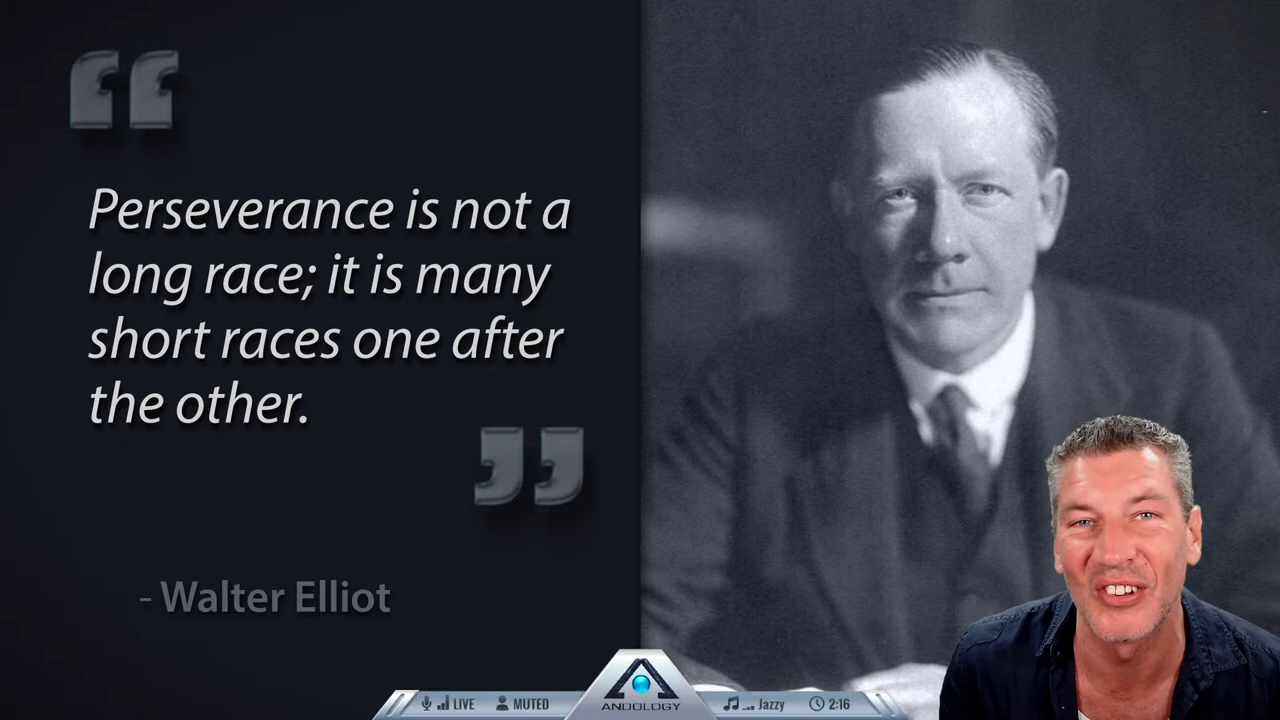 “
Perseverance is not a
long race; it is many
short races one after
the other.
”
- Walter Elliot
LIVE
MUTED
ANDOLOGY
Jazzy
2:16